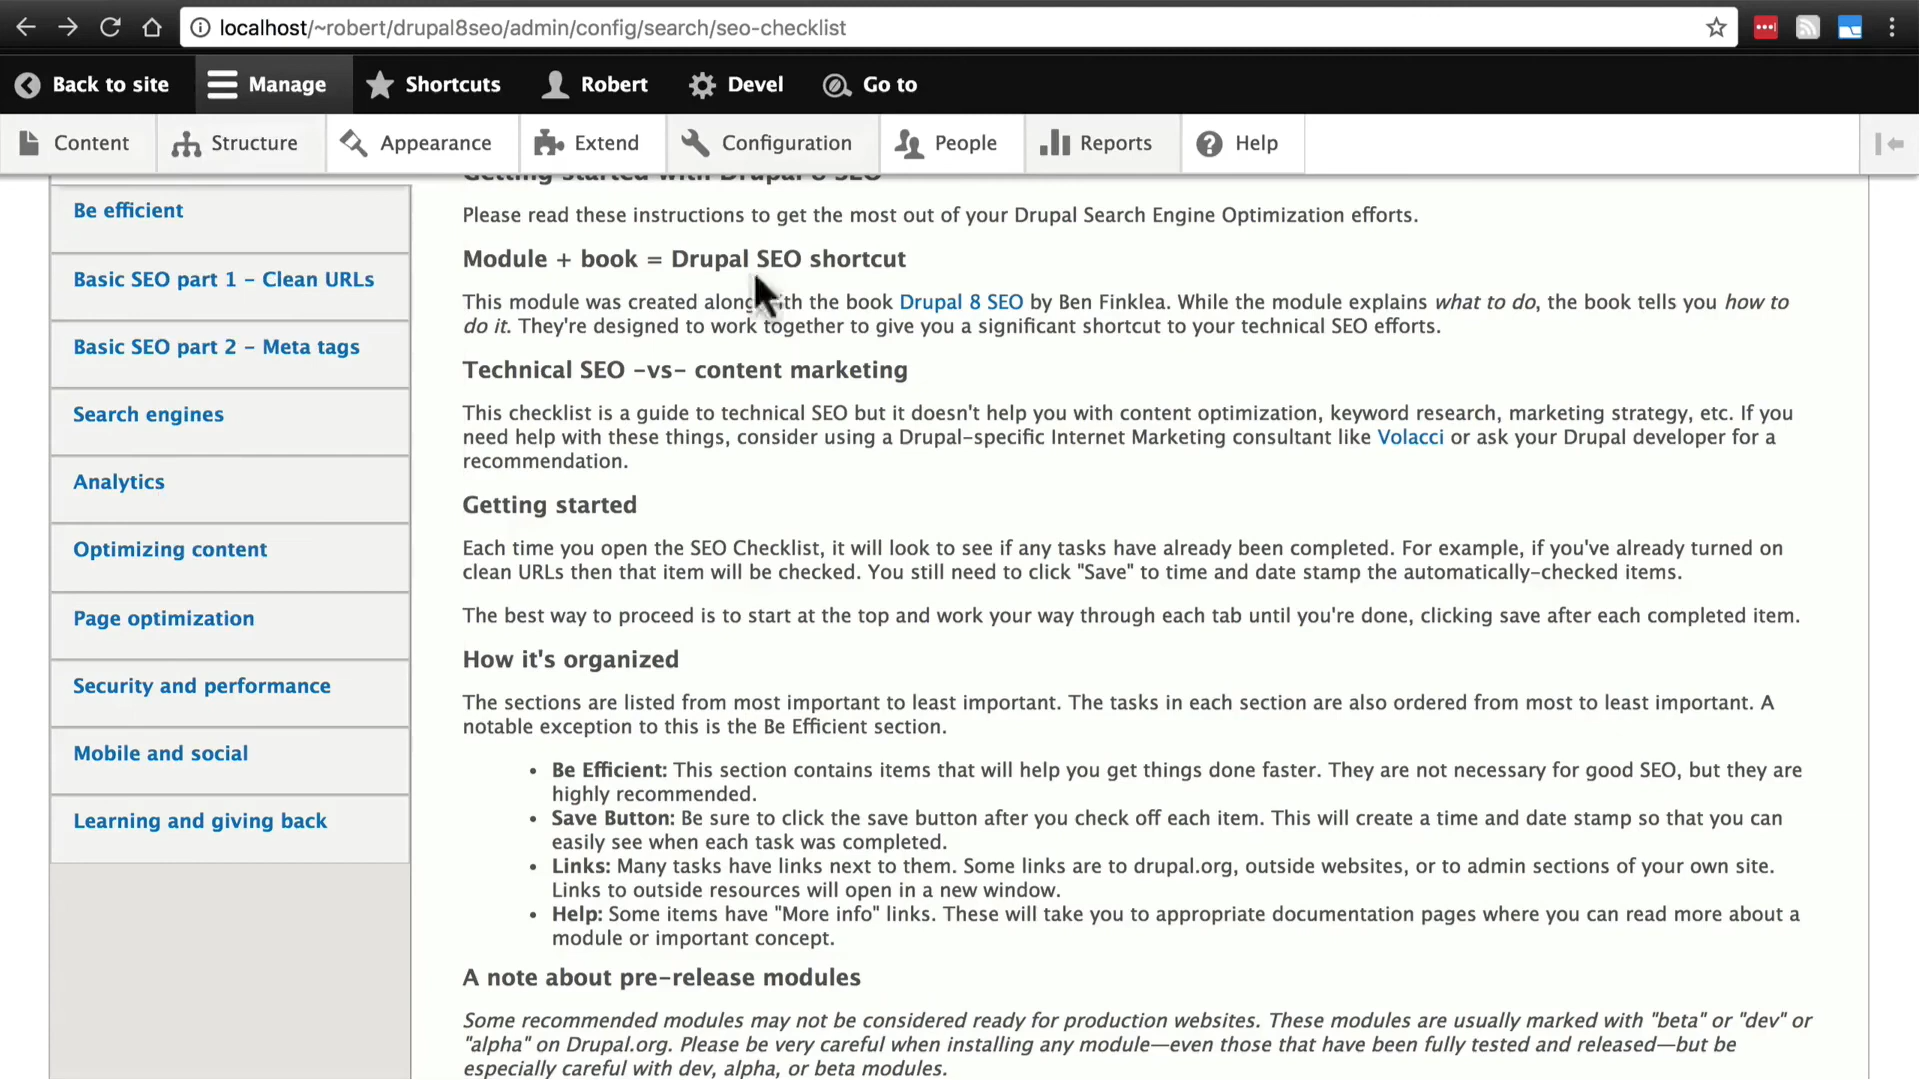 localhost/~robert/drupal8seo/admin/config/search/seo-checklist
Back to site Manage Shortcuts Robert Devel Go to
Content Structure Appearance Extend Configuration People Reports Help
Be efficient
Basic SEO part 1 – Clean URLs
Basic SEO part 2 – Meta tags
Search engines
Analytics
Optimizing content
Page optimization
Security and performance
Mobile and social
Learning and giving back
Getting started with Drupal 8 SEO
Please read these instructions to get the most out of your Drupal Search Engine Optimization efforts.
Module + book = Drupal SEO shortcut
This module was created along with the book Drupal 8 SEO by Ben Finklea. While the module explains what to do, the book tells you how to
do it. They're designed to work together to give you a significant shortcut to your technical SEO efforts.
Technical SEO -vs- content marketing
This checklist is a guide to technical SEO but it doesn't help you with content optimization, keyword research, marketing strategy, etc. If you
need help with these things, consider using a Drupal-specific Internet Marketing consultant like Volacci or ask your Drupal developer for a
recommendation.
Getting started
Each time you open the SEO Checklist, it will look to see if any tasks have already been completed. For example, if you've already turned on
clean URLs then that item will be checked. You still need to click "Save" to time and date stamp the automatically-checked items.
The best way to proceed is to start at the top and work your way through each tab until you're done, clicking save after each completed item.
How it's organized
The sections are listed from most important to least important. The tasks in each section are also ordered from most to least important. A
notable exception to this is the Be Efficient section.
• Be Efficient: This section contains items that will help you get things done faster. They are not necessary for good SEO, but they are
highly recommended.
• Save Button: Be sure to click the save button after you check off each item. This will create a time and date stamp so that you can
easily see when each task was completed.
• Links: Many tasks have links next to them. Some links are to drupal.org, outside websites, or to admin sections of your own site.
Links to outside resources will open in a new window.
• Help: Some items have "More info" links. These will take you to appropriate documentation pages where you can read more about a
module or important concept.
A note about pre-release modules
Some recommended modules may not be considered ready for production websites. These modules are usually marked with "beta" or "dev" or
"alpha" on Drupal.org. Please be very careful when installing any module—even those that have been fully tested and released—but be
especially careful with dev, alpha, or beta modules.